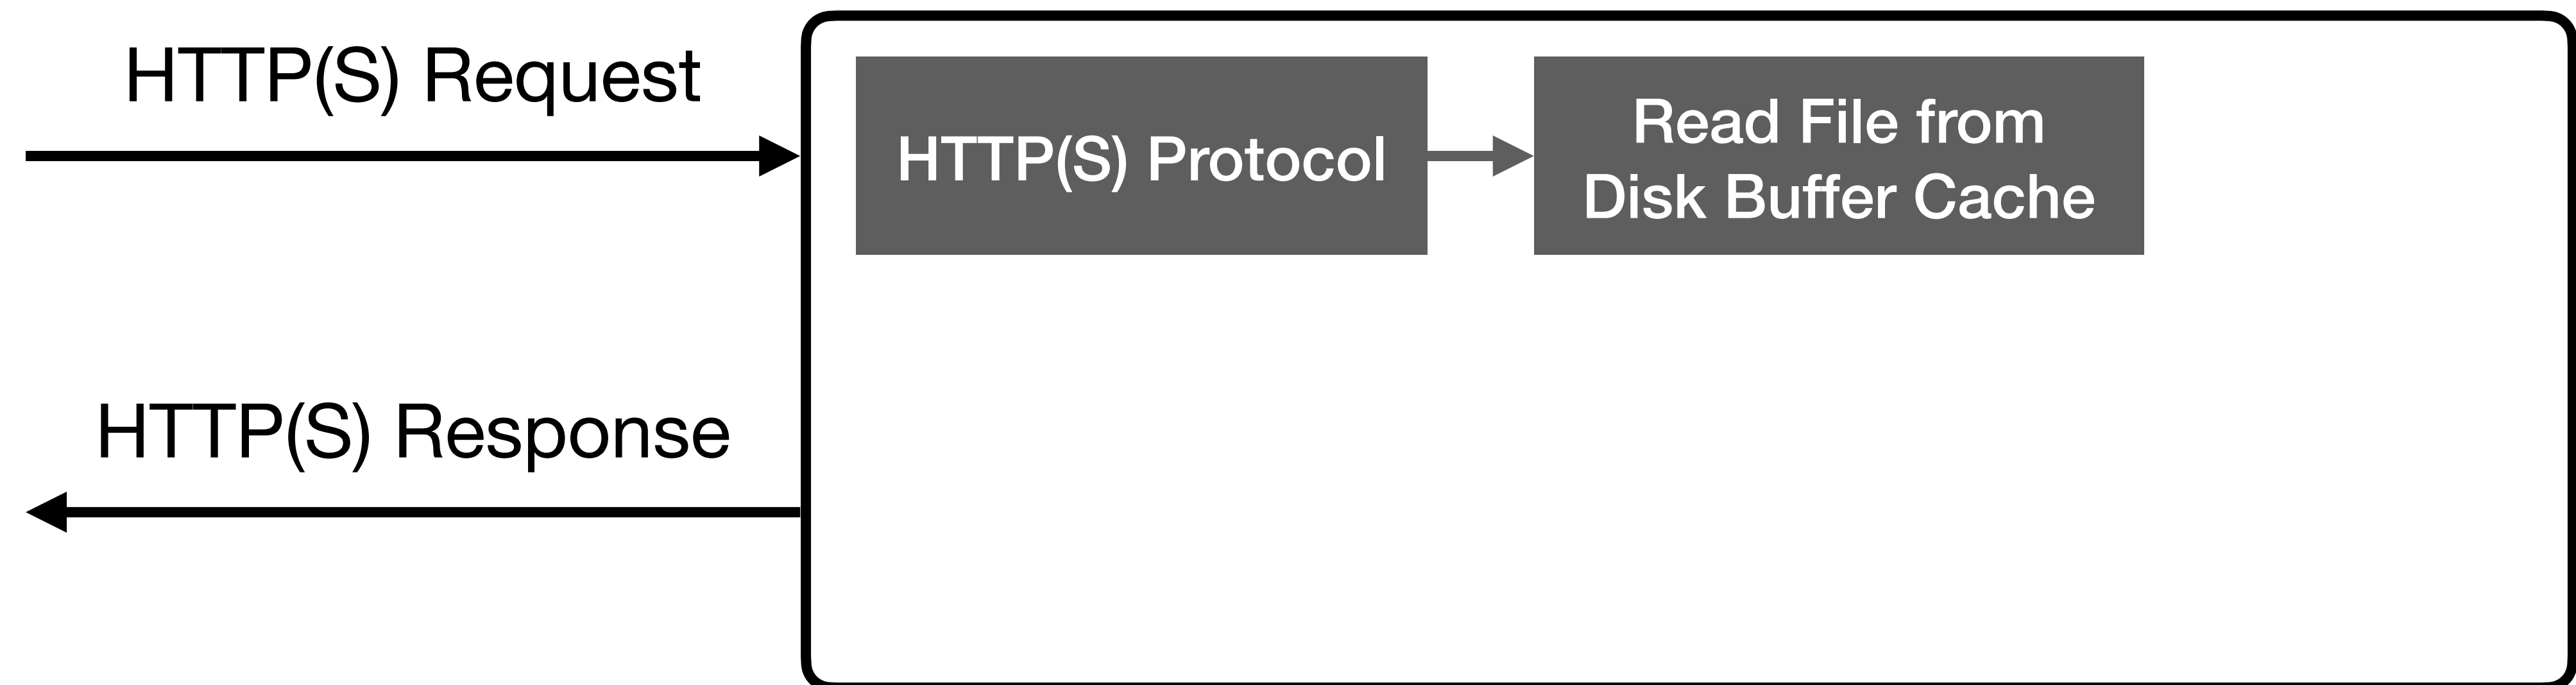 HTTP(S) Request
HTTP(S) Protocol
Read File from
Disk Buffer Cache
HTTP(S) Response